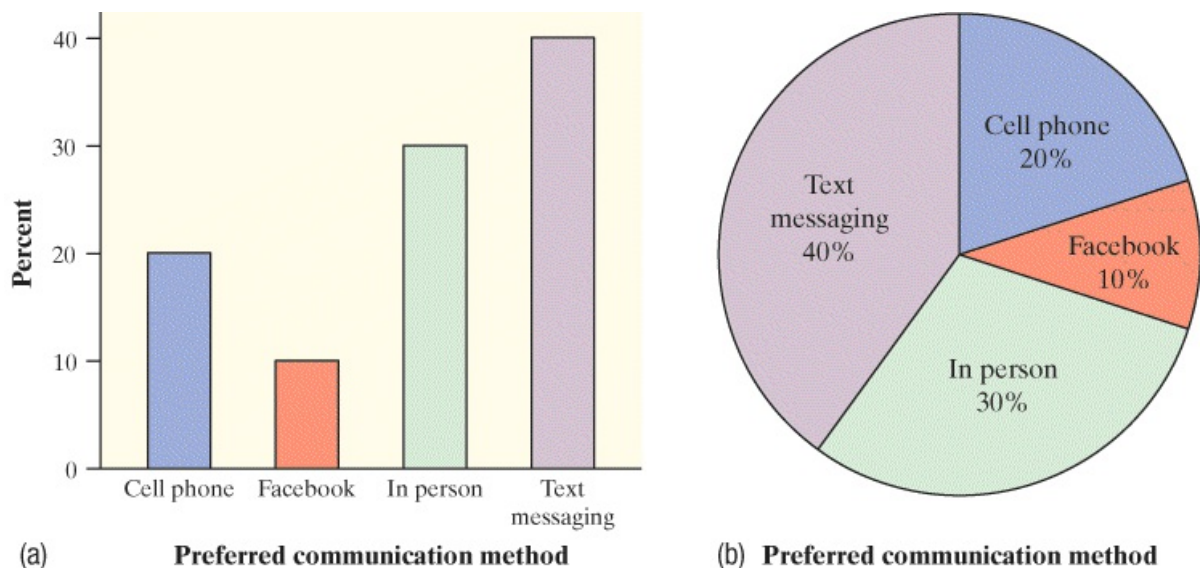 Percent
40
30
20
10
0
Cell phone
Facebook
In person
Text
messaging
(a)
Preferred communication method
Cell phone
20%
Facebook
10%
In person
30%
Text
messaging
40%
(b)
Preferred communication method